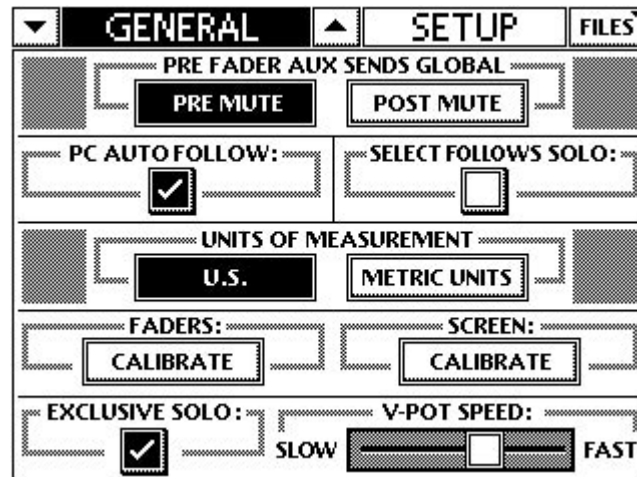 GENERAL SETUP FILES
PRE FADER AUX SENDS GLOBAL
PRE MUTE POST MUTE
PC AUTO FOLLOW: SELECT FOLLOWS SOLO:
UNITS OF MEASUREMENT
U.S. METRIC UNITS
FADERS: SCREEN:
CALIBRATE CALIBRATE
EXCLUSIVE SOLO: V-POT SPEED:
SLOW FAST